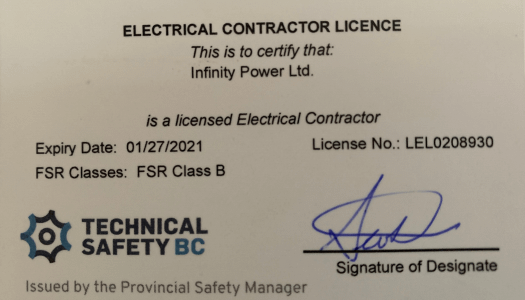 ELECTRICAL CONTRACTOR LICENCE
This is to certify that:
Infinity Power Ltd.
is a licensed Electrical Contractor
Expiry Date: 01/27/2021
License No.: LEL0208930
FSR Classes: FSR Class B
TECHNICAL
SAFETY BC
Signature of Designate
Issued by the Provincial Safety Manager